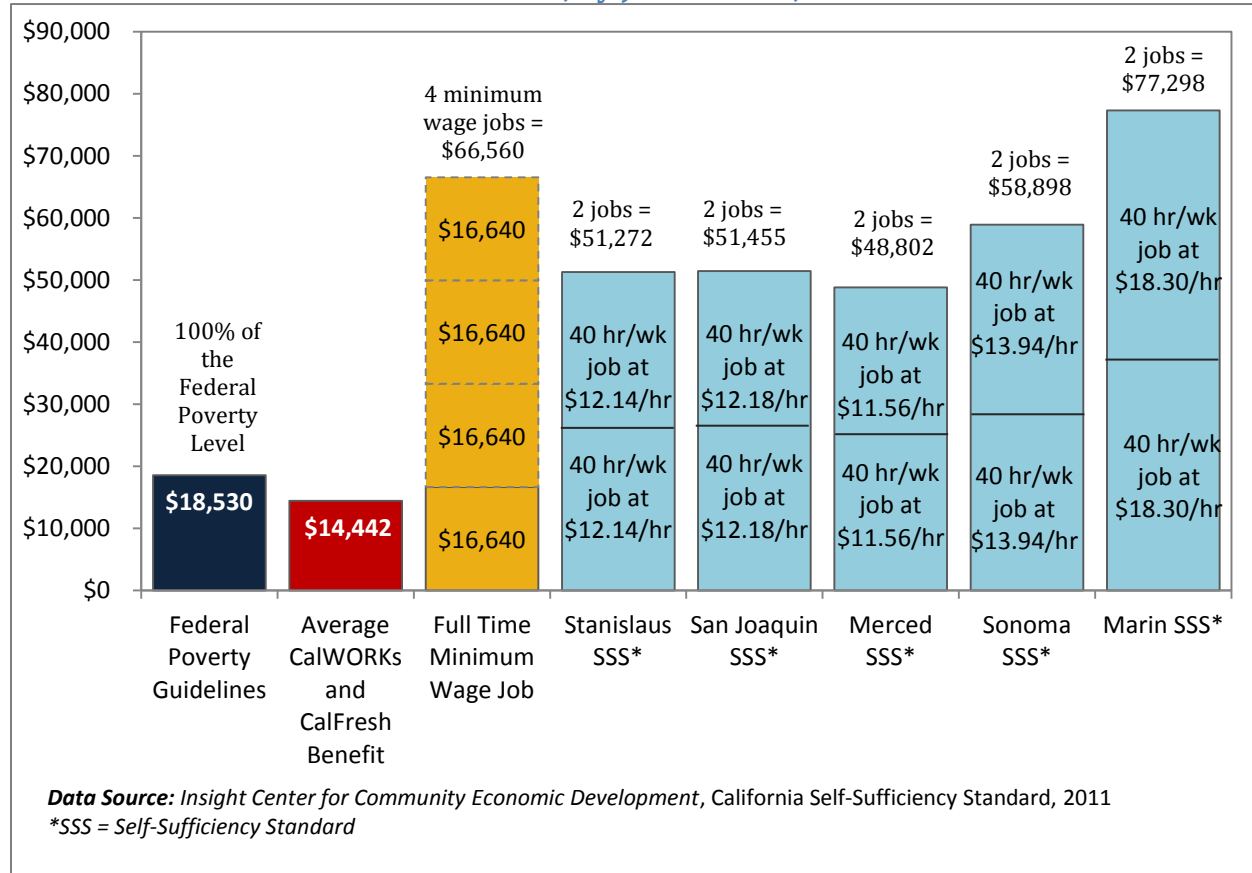 $90,000
$80,000
$70,000
$60,000
$50,000
$40,000
$30,000
$20,000
$10,000
$0
100% of
the
Federal
Poverty
Level
$18,530
$14,442
4 minimum
wage jobs =
$66,560
$16,640
$16,640
$16,640
$16,640
2 jobs =
$51,272
40 hr/wk
job at
$12.14/hr
40 hr/wk
job at
$12.14/hr
2 jobs =
$51,455
40 hr/wk
job at
$12.18/hr
40 hr/wk
job at
$12.18/hr
2 jobs =
$48,802
40 hr/wk
job at
$11.56/hr
40 hr/wk
job at
$11.56/hr
2 jobs =
$58,898
40 hr/wk
job at
$13.94/hr
40 hr/wk
job at
$13.94/hr
2 jobs =
$77,298
40 hr/wk
job at
$18.30/hr
40 hr/wk
job at
$18.30/hr
Federal
Poverty
Guidelines
Average
CalWORKs
and
CalFresh
Benefit
Full Time
Minimum
Wage Job
Stanislaus
SSS*
San Joaquin
SSS*
Merced
SSS*
Sonoma
SSS*
Marin SSS*
Data Source: Insight Center for Community Economic Development, California Self-Sufficiency Standard, 2011
*SSS = Self-Sufficiency Standard